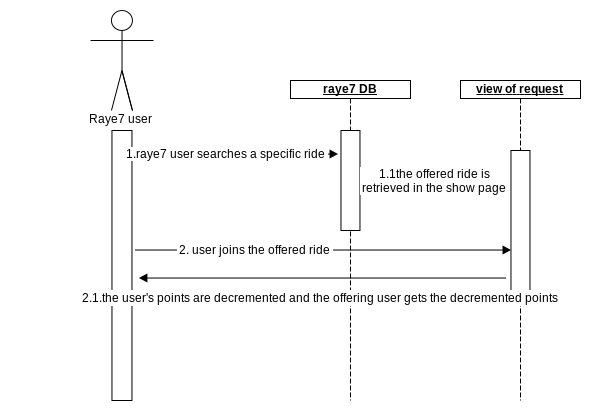 raye7 DB
view of request
Raye7 user
1.raye7 user searches a specific ride
1.1the offered ride is
retrieved in the show page
2. user joins the offered ride
2.1.the user's points are decremented and the offering user gets the decremented points